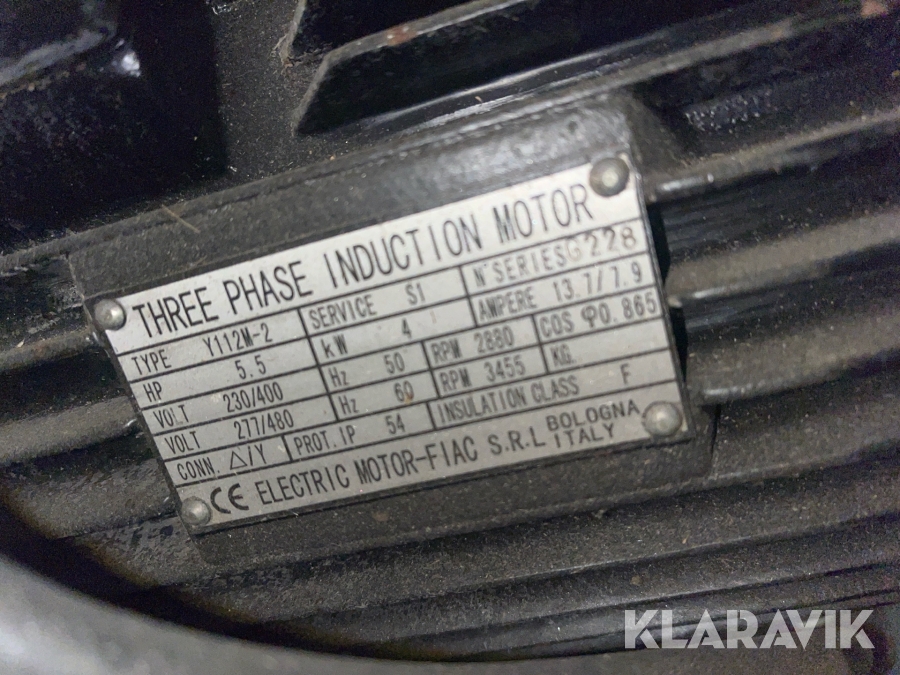 THREE PHASE INDUCTION MOTOR
TYPE Y112M-2 SERVICE S1 N° SERIES G228
HP 5.5 kW 4 AMPERE 13.7/7.9
VOLT 230/400 Hz 50 RPM 2880 COS φ0.865
VOLT 277/480 Hz 60 RPM 3455 KG.
CONN. △/Y PROT.IP 54 INSULATION CLASS F
CE ELECTRIC MOTOR-FIAC S.R.L BOLOGNA
ITALY
KLARAVIK